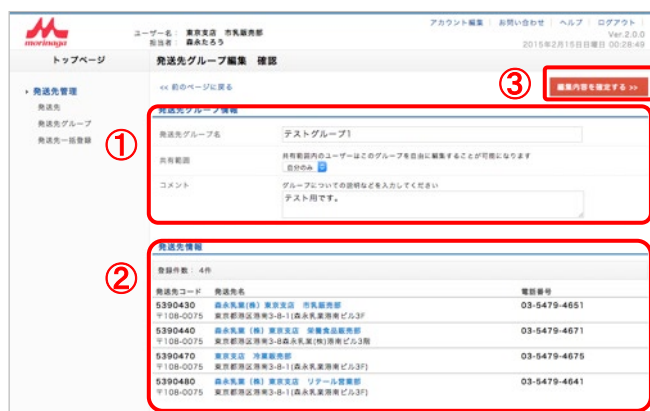 morinaga
ユーザー名： 東京支店 市乳販売部
担当者： 森永たろう
アカウント編集 | お問い合わせ | ヘルプ | ログアウト
Ver.2.0.0
2015年2月15日日曜日 00:28:49
トップページ
発送先グループ編集 確認
<< 前のページに戻る
③
編集内容を確定する >>
発送先管理
発送先
発送先グループ
発送先一括登録
①
発送先グループ情報
発送先グループ名
テストグループ1
共有範囲
共有範囲内のユーザーはこのグループを自由に編集することが可能になります
自分のみ
コメント
グループについての説明などを入力してください
テスト用です。
②
発送先情報
登録件数： 4件
発送先コード 発送先名 電話番号
5390430 森永乳業(株) 東京支店 市乳販売部 03-5479-4651
〒108-0075 東京都港区港南3-8-1(森永乳業港南ビル3F
5390440 森永乳業（株）東京支店 栄養食品販売部 03-5479-4671
〒108-0075 東京都港区港南3-8森永乳業(株)港南ビル3階
5390470 東京支店 冷菓販売部 03-5479-4675
〒108-0075 東京都港区港南3-8-1(森永乳業港南ビル3F)
5390480 森永乳業（株）東京支店 リテール営業部 03-5479-4641
〒108-0075 東京都港区港南3-8-1(森永乳業港南ビル3F)